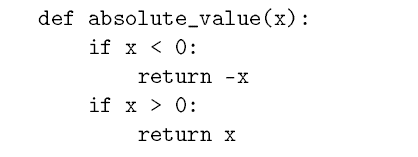 def absolute_value(x):
    if x < 0:
        return -x
    if x > 0:
        return x